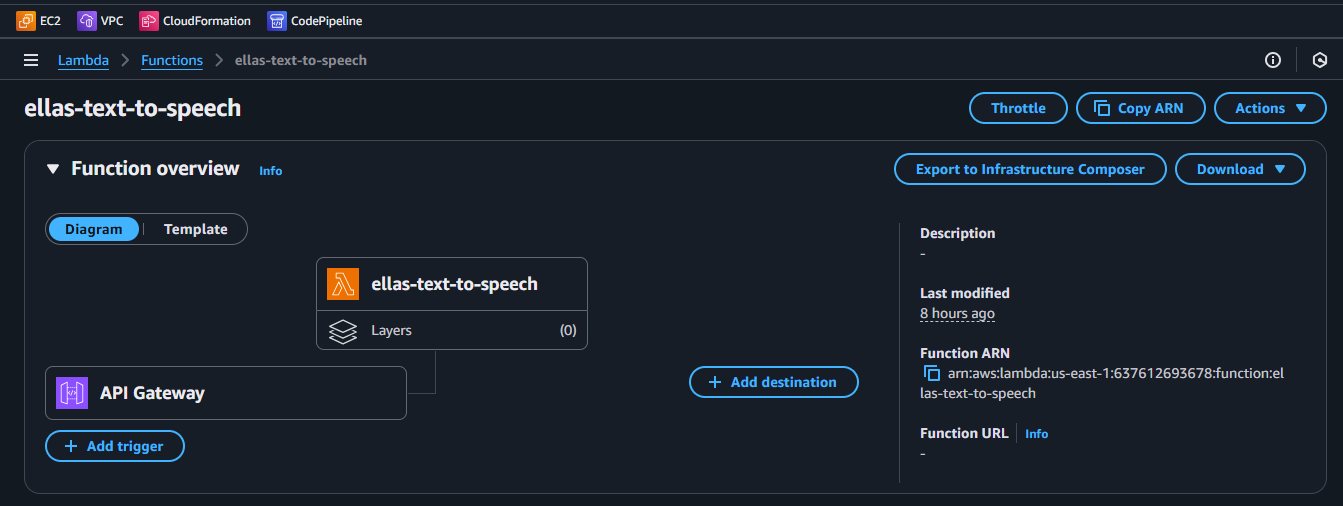 EC2 VPC CloudFormation CodePipeline
Lambda Functions ellas-text-to-speech
ellas-text-to-speech
Throttle Copy ARN Actions
Function overview Info
Export to Infrastructure Composer Download
Diagram Template
ellas-text-to-speech
Layers (0)
API Gateway
+ Add trigger
+ Add destination
Description
-
Last modified
8 hours ago
Function ARN
arn:aws:lambda:us-east-1:637612693678:function:el
las-text-to-speech
Function URL Info
-